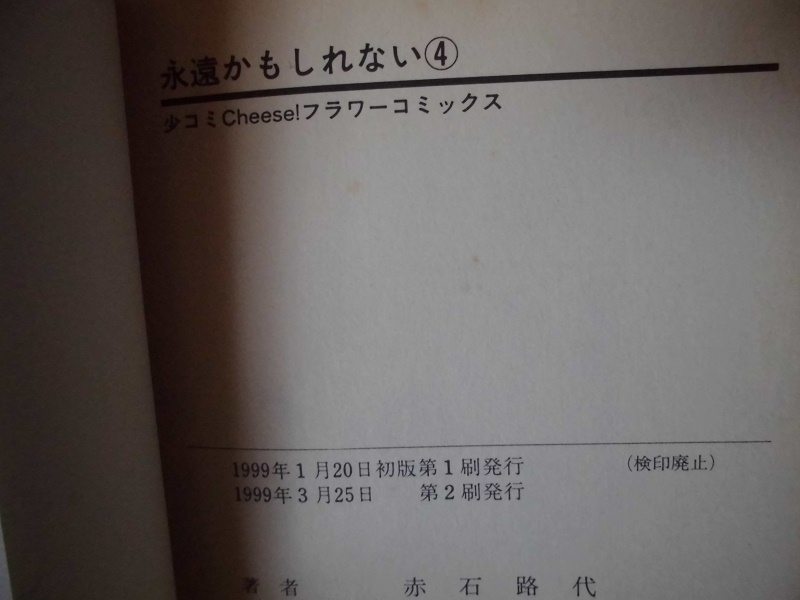 永遠かもしれない④
少コミCheese!フラワーコミックス
1999年1月20日初版第1刷発行 (検印廃止)
1999年3月25日 第2刷発行
著者 赤石路代